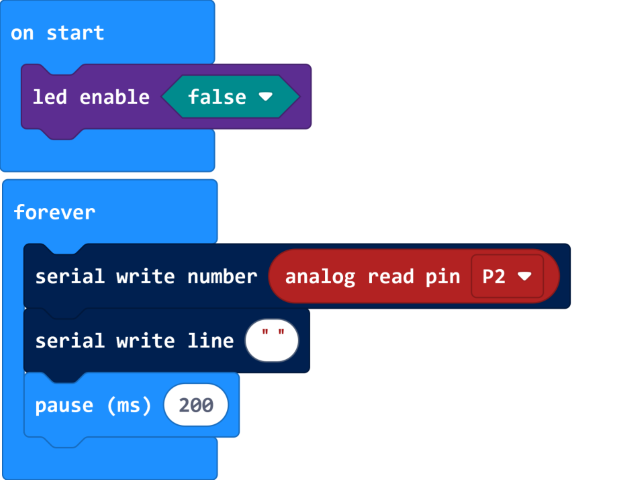 on start
led enable false
forever
serial write number analog read pin P2
serial write line " "
pause (ms) 200